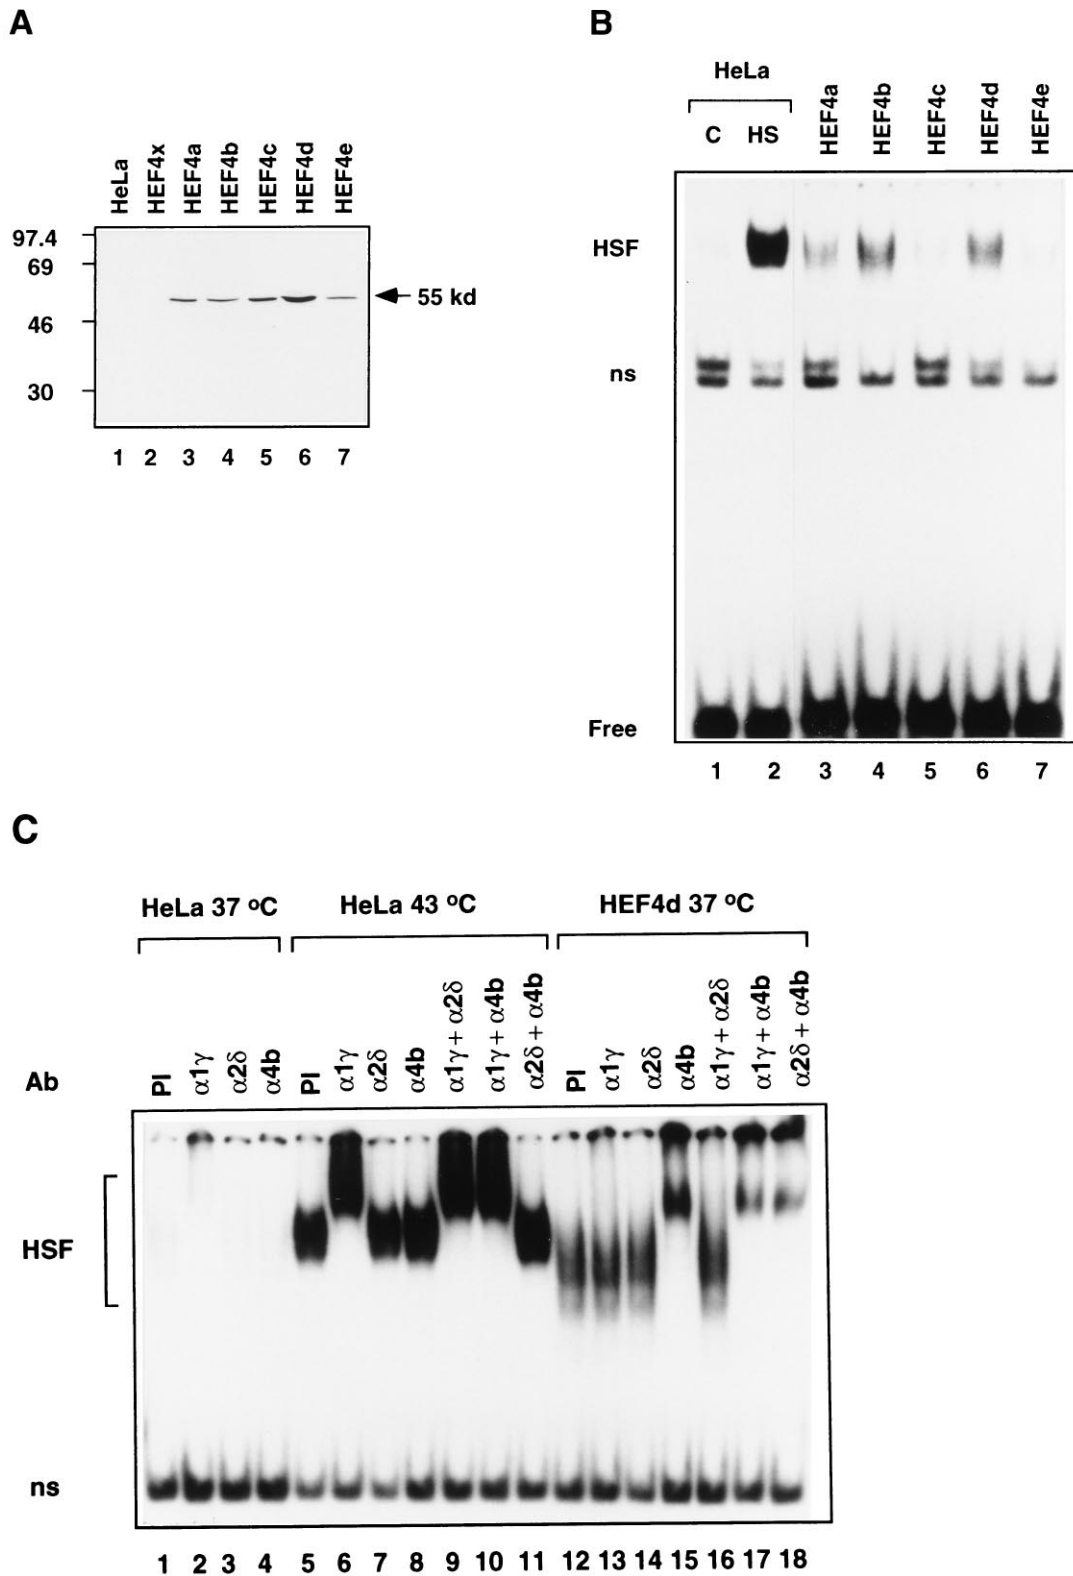 A
HeLa
HEF4x
HEF4a
HEF4b
HEF4c
HEF4d
HEF4e
97.4
69
46
30
55 kd
1 2 3 4 5 6 7
B
HeLa
C HS
HEF4a
HEF4b
HEF4c
HEF4d
HEF4e
HSF
ns
Free
1 2 3 4 5 6 7
C
HeLa 37 ºC HeLa 43 ºC HEF4d 37 ºC
Ab
PI
α1γ
α2δ
α4b
PI
α1γ
α2δ
α4b
α1γ + α2δ
α1γ + α4b
α2δ + α4b
PI
α1γ
α2δ
α4b
α1γ + α2δ
α1γ + α4b
α2δ + α4b
HSF
ns
1 2 3 4 5 6 7 8 9 10 11 12 13 14 15 16 17 18